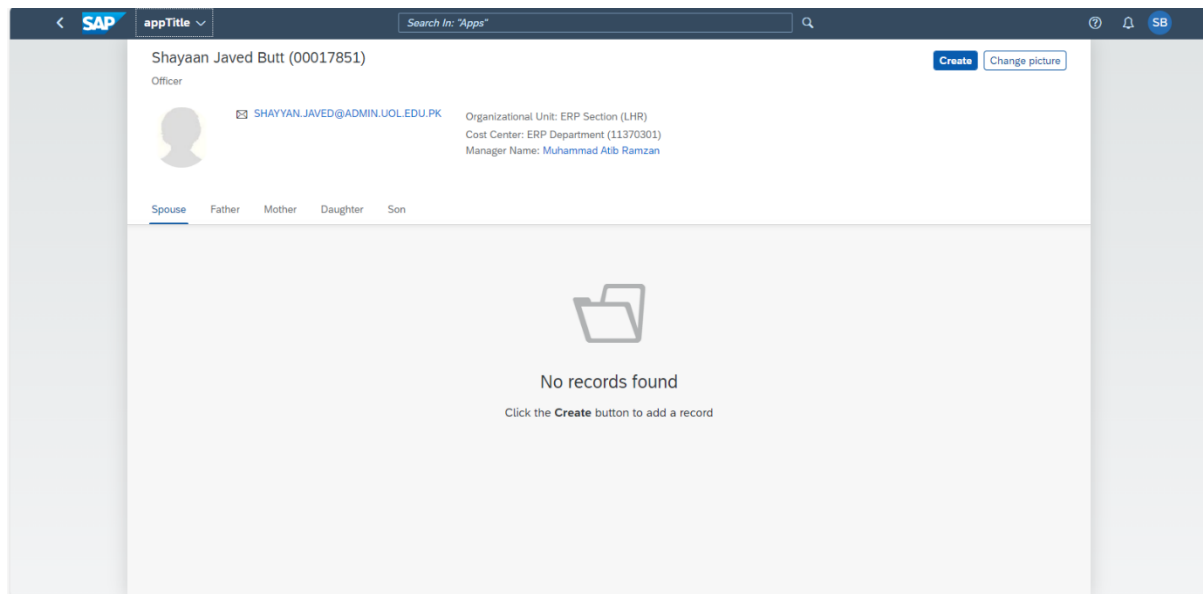 SAP appTitle Search In: "Apps" SB
Shayaan Javed Butt (00017851) Create Change picture
Officer
SHAYYAN.JAVED@ADMIN.UOL.EDU.PK Organizational Unit: ERP Section (LHR)
Cost Center: ERP Department (11370301)
Manager Name: Muhammad Atib Ramzan
Spouse Father Mother Daughter Son
No records found
Click the Create button to add a record